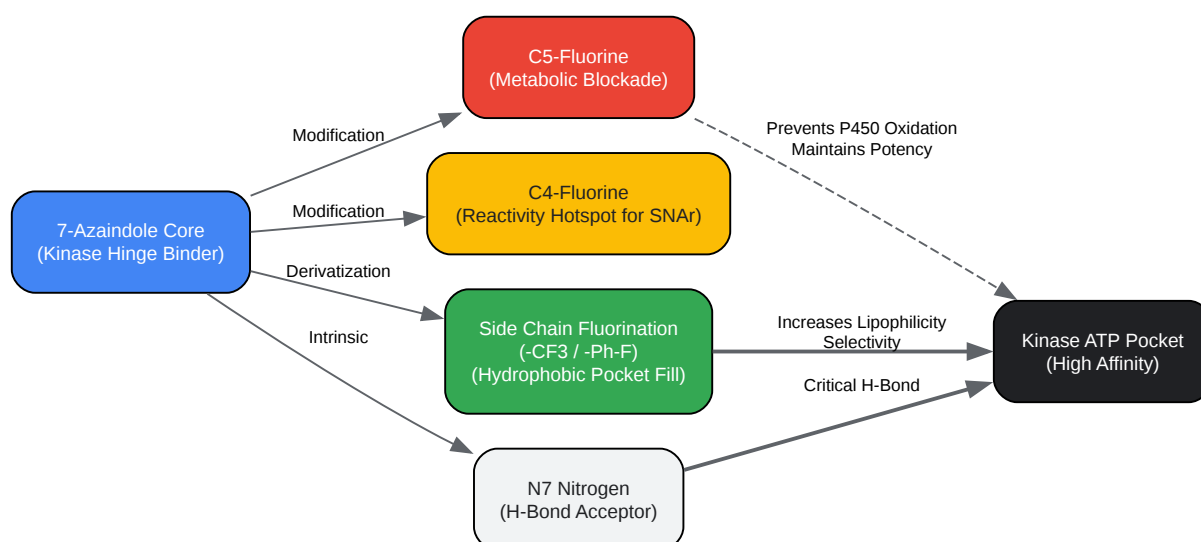 C5-Fluorine
(Metabolic Blockade)
Prevents P450 Oxidation
Maintains Potency
Modification
C4-Fluorine
(Reactivity Hotspot for SNAr)
Modification
7-Azaindole Core
(Kinase Hinge Binder)
Derivatization
Side Chain Fluorination
(-CF3 / -Ph-F)
(Hydrophobic Pocket Fill)
Increases Lipophilicity
Selectivity
Kinase ATP Pocket
(High Affinity)
Intrinsic
Critical H-Bond
N7 Nitrogen
(H-Bond Acceptor)